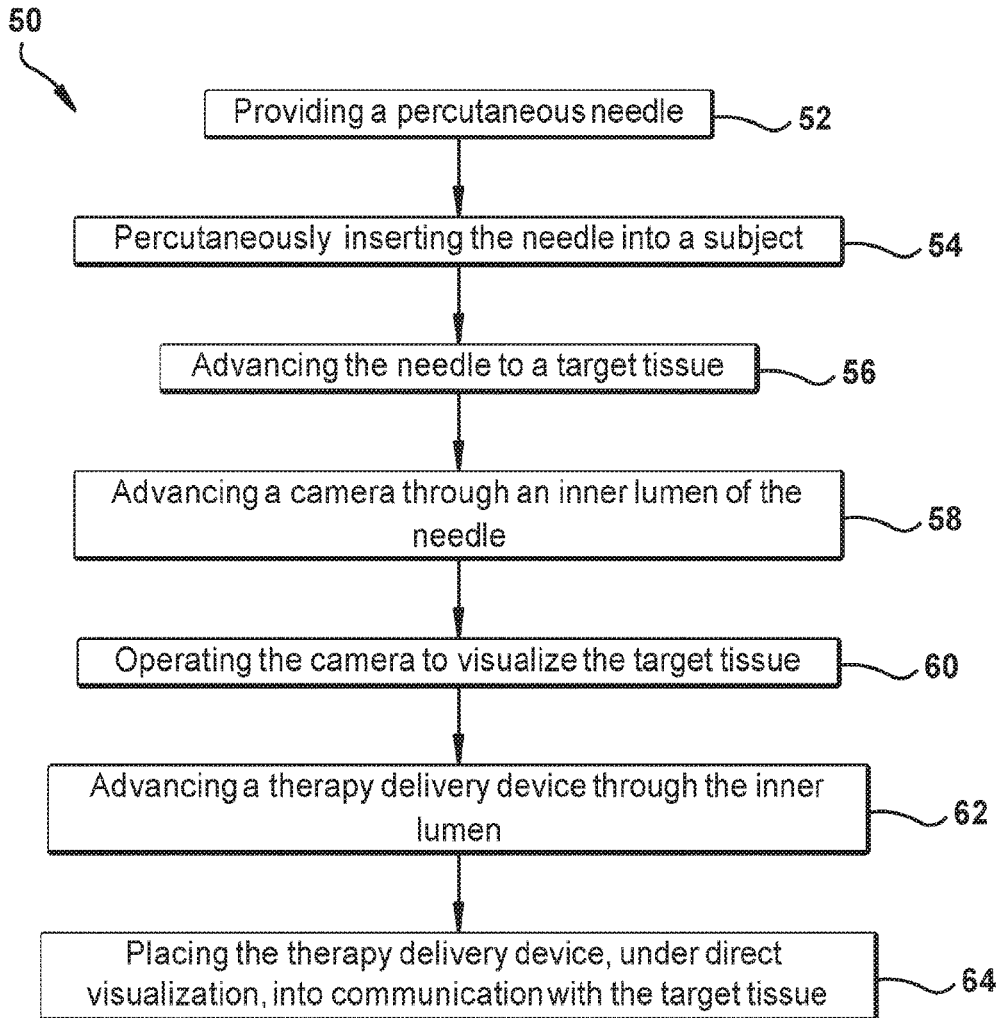 50
Providing a percutaneous needle
52
Percutaneously inserting the needle into a subject
54
Advancing the needle to a target tissue
56
Advancing a camera through an inner lumen of the
needle
58
Operating the camera to visualize the target tissue
60
Advancing a therapy delivery device through the inner
lumen
62
Placing the therapy delivery device, under direct
visualization, into communication with the target tissue
64